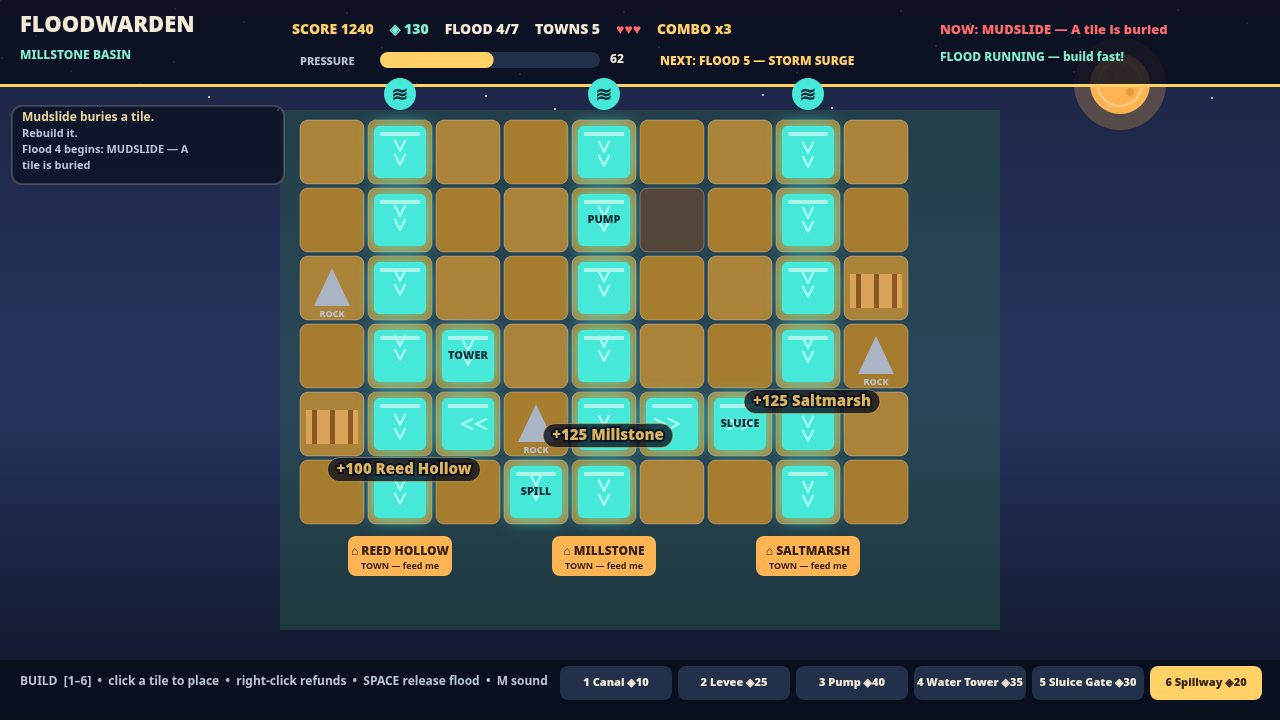 FLOODWARDEN
MILLSTONE BASIN
SCORE 1240 ◈ 130 FLOOD 4/7 TOWNS 5 ♥♥♥ COMBO x3
PRESSURE 62 NEXT: FLOOD 5 — STORM SURGE
NOW: MUDSLIDE — A tile is buried
FLOOD RUNNING — build fast!
Mudslide buries a tile.
Rebuild it.
Flood 4 begins: MUDSLIDE — A
tile is buried
PUMP
ROCK
TOWER
ROCK
+125 Saltmarsh
SLUICE
+125 Millstone
ROCK
+100 Reed Hollow
SPILL
⌂ REED HOLLOW
TOWN — feed me
⌂ MILLSTONE
TOWN — feed me
⌂ SALTMARSH
TOWN — feed me
BUILD [1–6] • click a tile to place • right-click refunds • SPACE release flood • M sound
1 Canal ◈10
2 Levee ◈25
3 Pump ◈40
4 Water Tower ◈35
5 Sluice Gate ◈30
6 Spillway ◈20